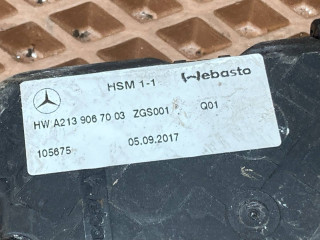 HSM 1-1 Webasto
HW A213 906 70 03 ZGS001 Q01
105675 05.09.2017